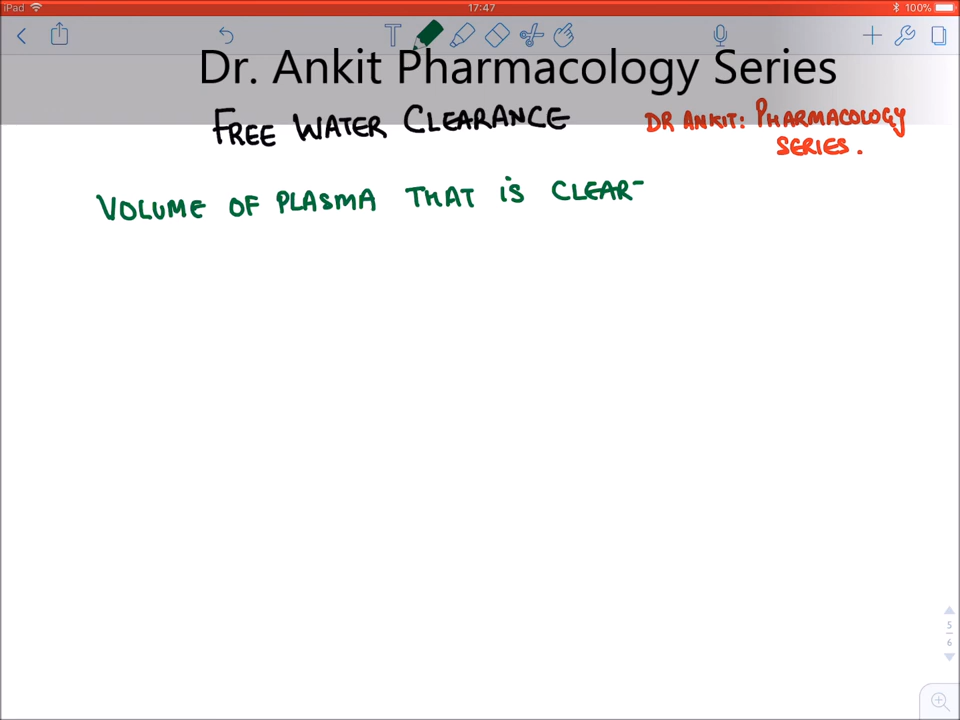 iPad 17:47 100%
Dr. Ankit Pharmacology Series
FREE WATER CLEARANCE
DR ANKIT: PHARMACOLOGY
SERIES.
VOLUME OF PLASMA THAT IS CLEAR
5
6